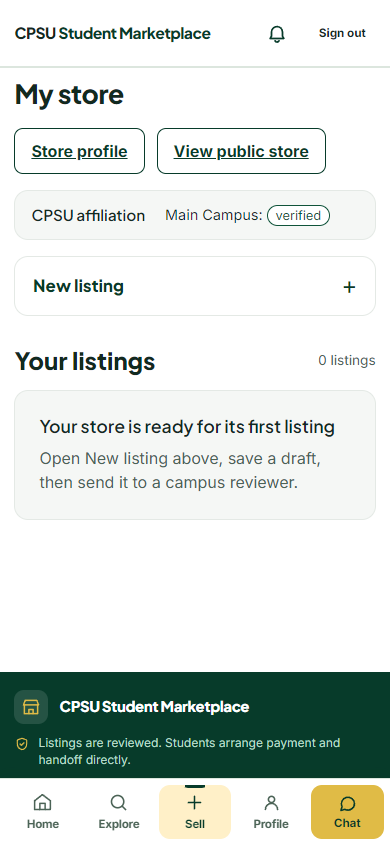 CPSU Student Marketplace
Sign out
My store
Store profile
View public store
CPSU affiliation Main Campus: verified
New listing +
Your listings
0 listings
Your store is ready for its first listing
Open New listing above, save a draft,
then send it to a campus reviewer.
CPSU Student Marketplace
Listings are reviewed. Students arrange payment and
handoff directly.
Home
Explore
Sell
Profile
Chat